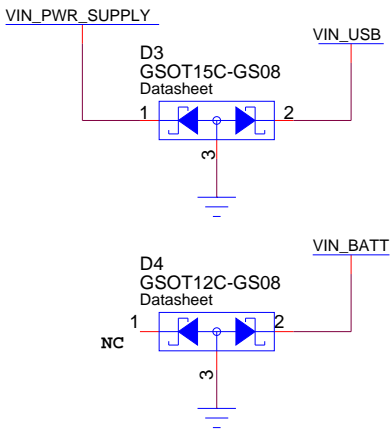 VIN_PWR_SUPPLY
VIN_USB
D3
GSOT15C-GS08
Datasheet
1
2
3
VIN_BATT
D4
GSOT12C-GS08
Datasheet
1
2
NC
3